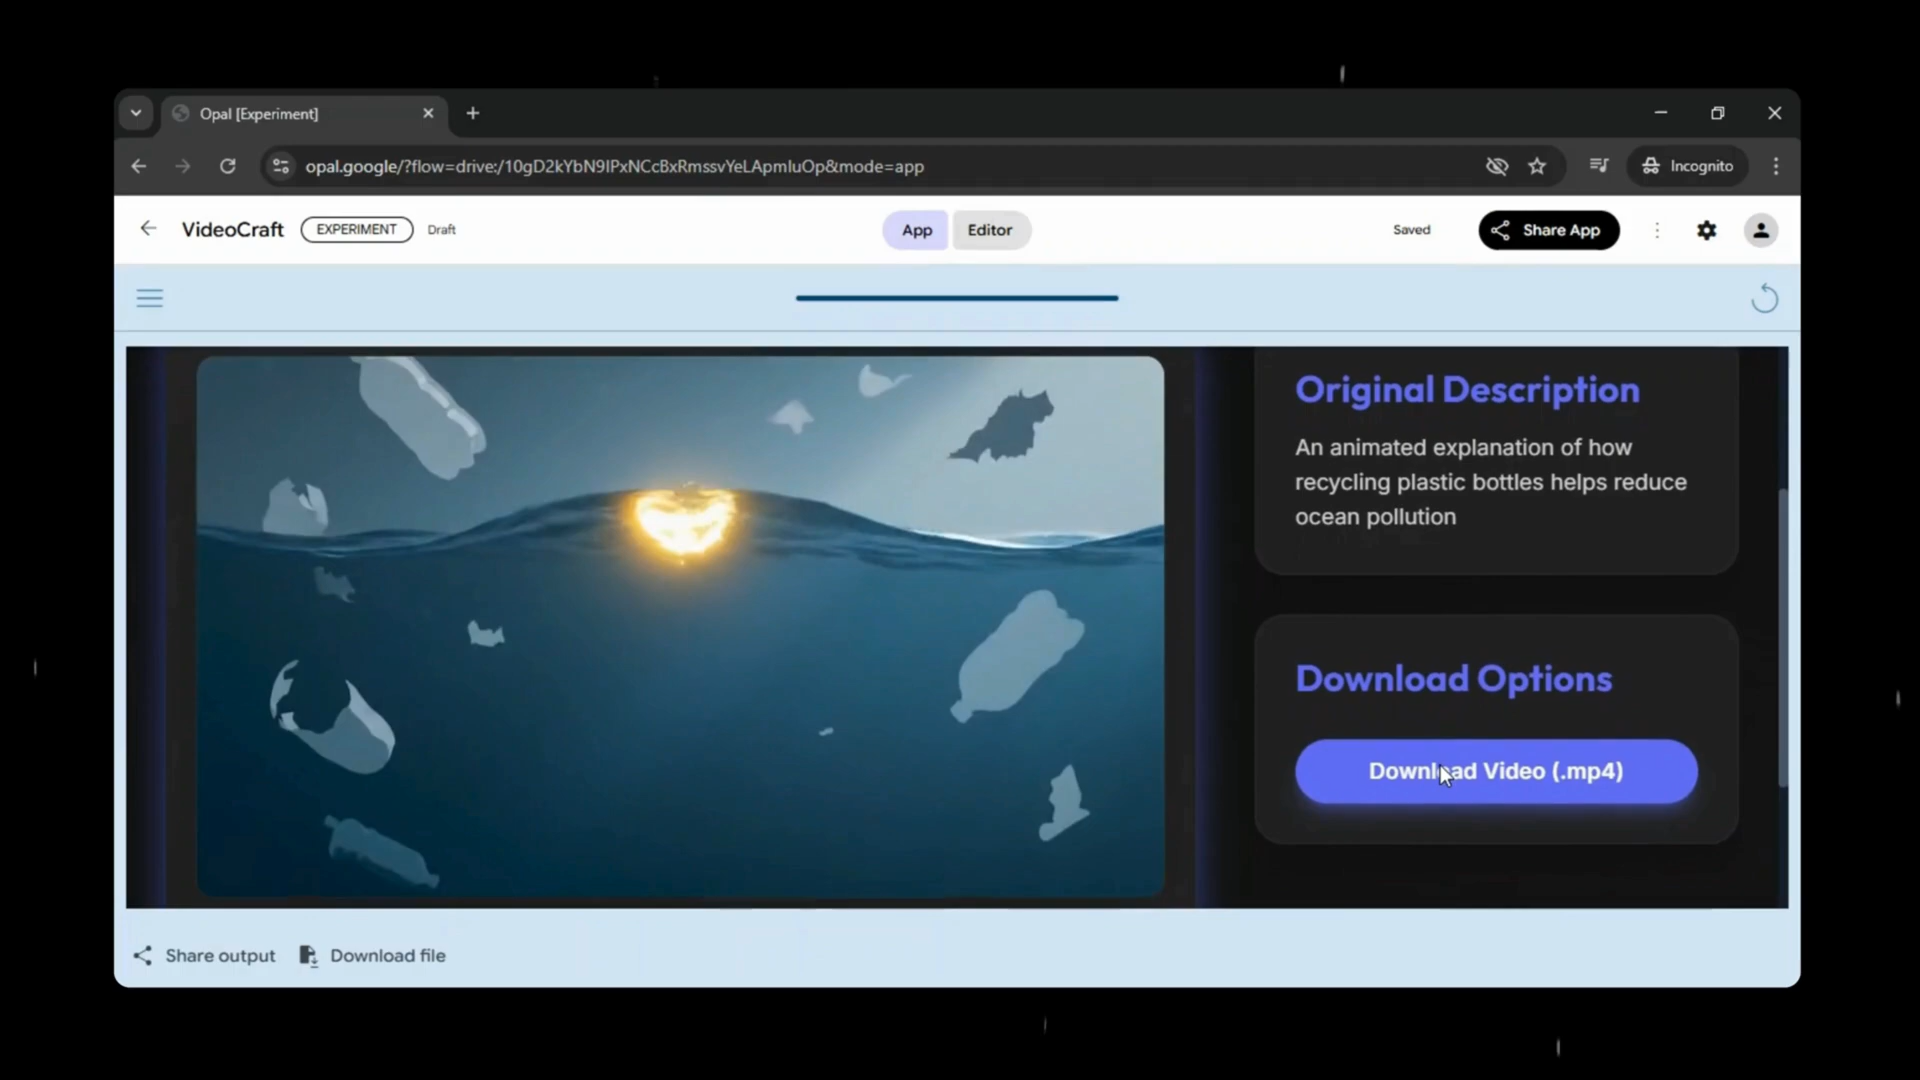 Opal [Experiment]
opal.google/?flow=drive:/10gD2kYbN9IPxNCcBxRmssvYeLApmIuOp&mode=app
Incognito
VideoCraft
EXPERIMENT
Draft
App
Editor
Saved
Share App
Original Description
An animated explanation of how
recycling plastic bottles helps reduce
ocean pollution
Download Options
Download Video (.mp4)
Share output
Download file